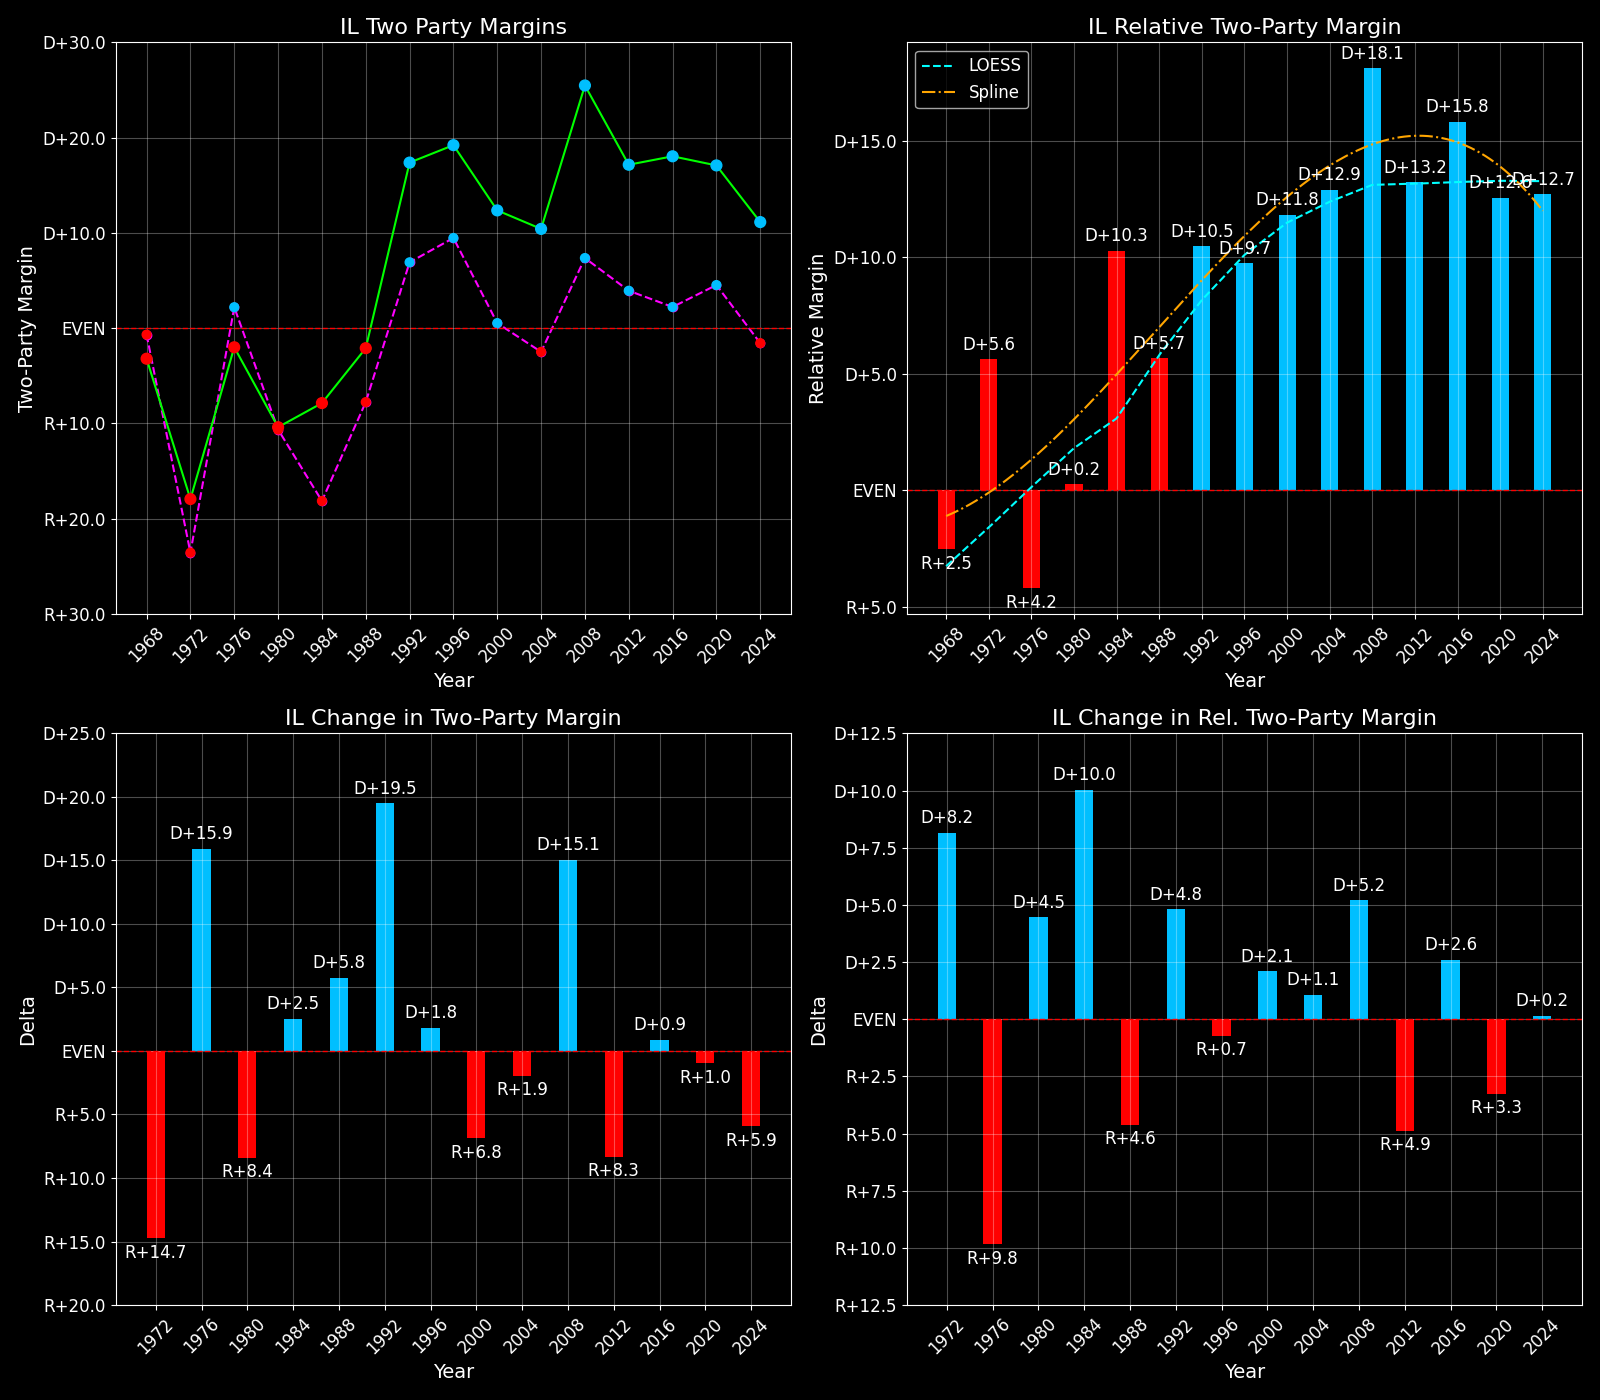 IL Two Party Margins
D+30.0
D+20.0
D+10.0
EVEN
R+10.0
R+20.0
R+30.0
Two-Party Margin
1968 1972 1976 1980 1984 1988 1992 1996 2000 2004 2008 2012 2016 2020 2024
Year
IL Relative Two-Party Margin
LOESS
Spline
D+15.0
D+10.0
D+5.0
EVEN
R+5.0
Relative Margin
R+2.5
D+5.6
R+4.2
D+0.2
D+10.3
D+5.7
D+10.5
D+9.7
D+11.8
D+12.9
D+18.1
D+13.2
D+15.8
D+12.6
D+12.7
1968 1972 1976 1980 1984 1988 1992 1996 2000 2004 2008 2012 2016 2020 2024
Year
IL Change in Two-Party Margin
D+25.0
D+20.0
D+15.0
D+10.0
D+5.0
EVEN
R+5.0
R+10.0
R+15.0
R+20.0
Delta
R+14.7
D+15.9
R+8.4
D+2.5
D+5.8
D+19.5
D+1.8
R+6.8
R+1.9
D+15.1
R+8.3
D+0.9
R+1.0
R+5.9
1972 1976 1980 1984 1988 1992 1996 2000 2004 2008 2012 2016 2020 2024
Year
IL Change in Rel. Two-Party Margin
D+12.5
D+10.0
D+7.5
D+5.0
D+2.5
EVEN
R+2.5
R+5.0
R+7.5
R+10.0
R+12.5
Delta
D+8.2
R+9.8
D+4.5
D+10.0
R+4.6
D+4.8
R+0.7
D+2.1
D+1.1
D+5.2
R+4.9
D+2.6
R+3.3
D+0.2
1972 1976 1980 1984 1988 1992 1996 2000 2004 2008 2012 2016 2020 2024
Year